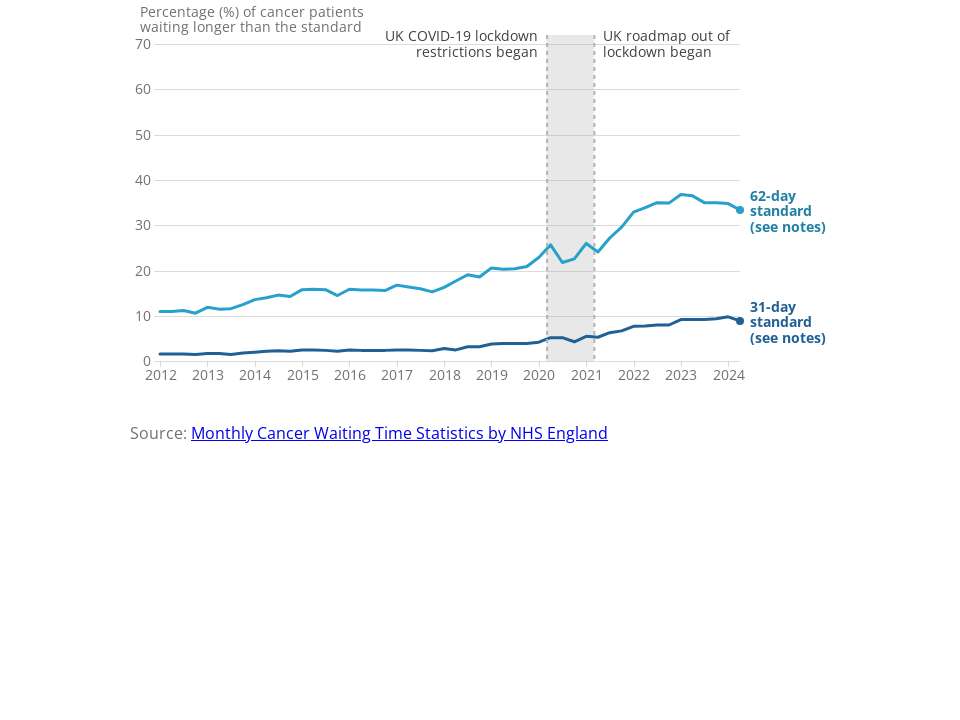 Percentage (%) of cancer patients
waiting longer than the standard
UK COVID-19 lockdown
restrictions began
UK roadmap out of
lockdown began
70
60
50
40
30
20
10
0
62-day
standard
(see notes)
31-day
standard
(see notes)
2012 2013 2014 2015 2016 2017 2018 2019 2020 2021 2022 2023 2024
Source: Monthly Cancer Waiting Time Statistics by NHS England